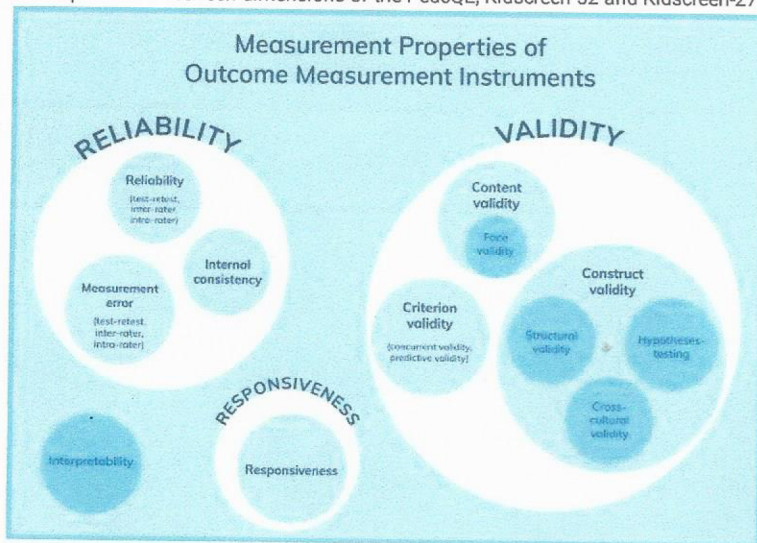 Measurement Properties of
Outcome Measurement Instruments
RELIABILITY
Reliability
(test-retest,
inter-rater,
intra-rater)
Internal
consistency
Measurement
error
(test-retest,
inter-rater,
intra-rater)
VALIDITY
Content
validity
Face
validity
Criterion
validity
(concurrent validity,
predictive validity)
Construct
validity
Structural
validity
Hypotheses-
testing
Cross-
cultural
validity
RESPONSIVENESS
Responsiveness
Interpretability